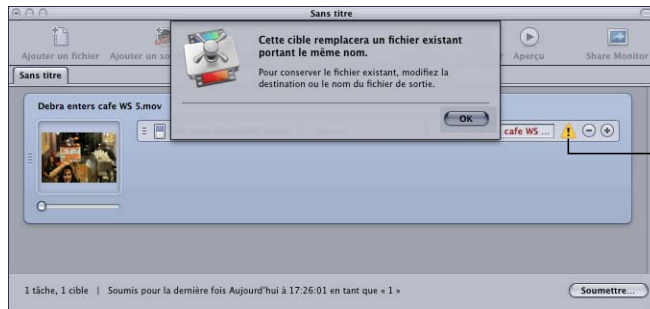 Sans titre
Ajouter un fichier Ajouter un so
Aperçu Share Monitor
Sans titre
Cette cible remplacera un fichier existant
portant le même nom.
Pour conserver le fichier existant, modifiez la
destination ou le nom du fichier de sortie.
OK
Debra enters cafe WS 5.mov
cafe WS ...
1 tâche, 1 cible | Soumis pour la dernière fois Aujourd'hui à 17:26:01 en tant que « 1 »
Soumettre...